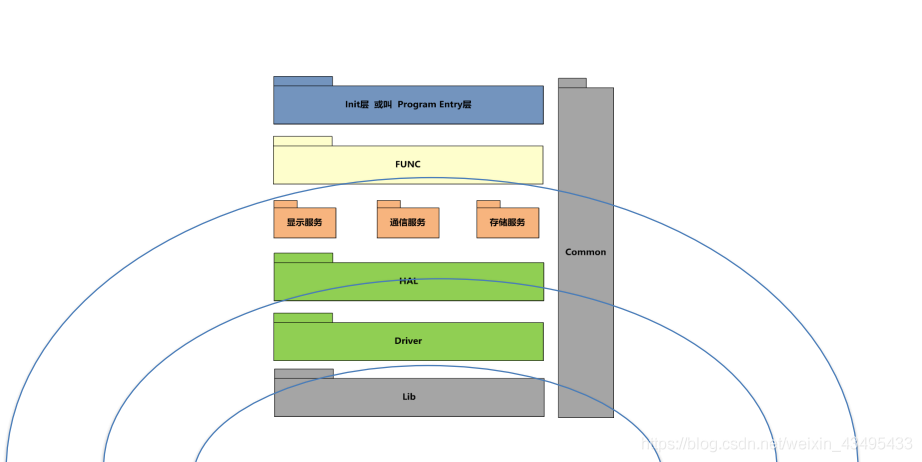 Init层 或叫 Program Entry层
FUNC
显示服务
通信服务
存储服务
Common
HAL
Driver
Lib
https://blog.csdn.net/weixin_43495433